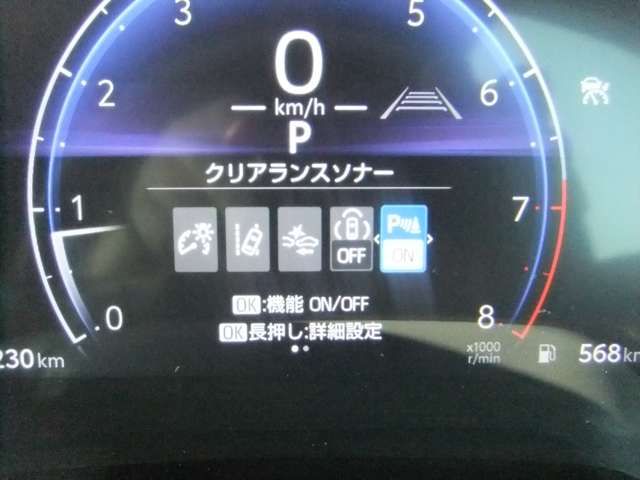 3
5
0
2
km/h
6
P
クリアランスソナー
1
7
P
OFF
ON
OK:機能 ON/OFF
0
OK長押し:詳細設定
8
x1000
r/min
230 km
568 km